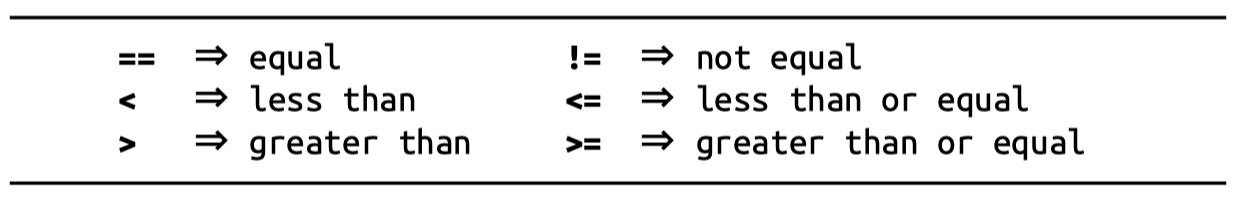 == ⇒ equal != ⇒ not equal
< ⇒ less than <= ⇒ less than or equal
> ⇒ greater than >= ⇒ greater than or equal